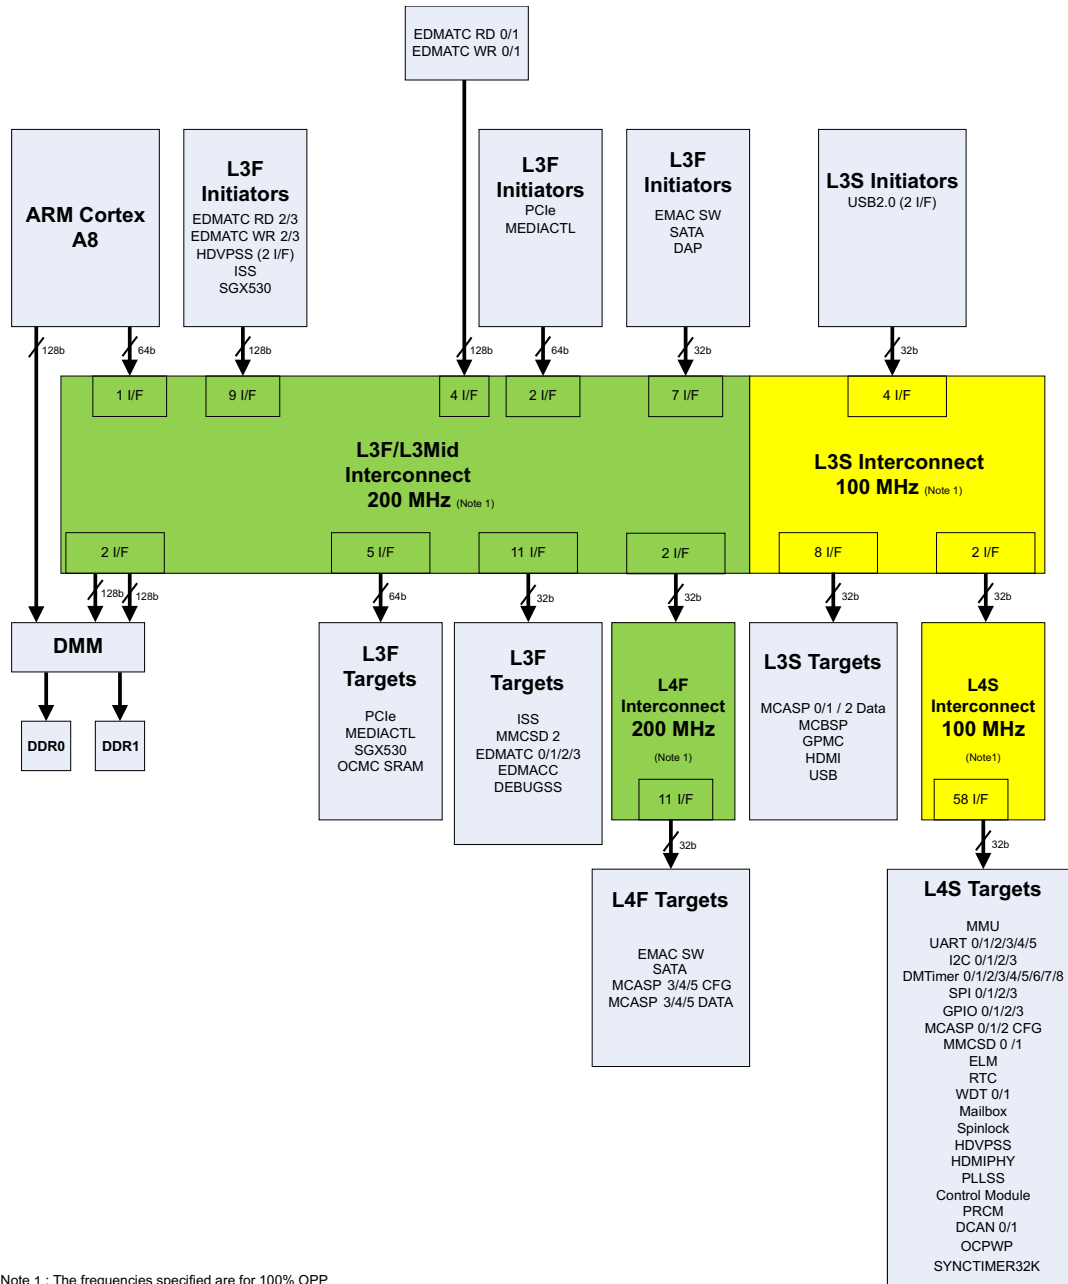 EDMATC RD 0/1
EDMATC WR 0/1
ARM Cortex
A8
L3F
Initiators
EDMATC RD 2/3
EDMATC WR 2/3
HDVPSS (2 I/F)
ISS
SGX530
L3F
Initiators
PCIe
MEDIACTL
L3F
Initiators
EMAC SW
SATA
DAP
L3S Initiators
USB2.0 (2 I/F)
128b
64b
128b
128b
64b
32b
32b
1 I/F
9 I/F
4 I/F
2 I/F
7 I/F
4 I/F
L3F/L3Mid
Interconnect
200 MHz (Note 1)
L3S Interconnect
100 MHz (Note 1)
2 I/F
5 I/F
11 I/F
2 I/F
8 I/F
2 I/F
128b
128b
64b
32b
32b
32b
32b
DMM
DDR0
DDR1
L3F
Targets
PCIe
MEDIACTL
SGX530
OCMC SRAM
L3F
Targets
ISS
MMCSD 2
EDMATC 0/1/2/3
EDMACC
DEBUGSS
L4F
Interconnect
200 MHz
(Note 1)
11 I/F
L3S Targets
MCASP 0/1 / 2 Data
MCBSP
GPMC
HDMI
USB
L4S
Interconnect
100 MHz
(Note1)
58 I/F
32b
32b
L4F Targets
EMAC SW
SATA
MCASP 3/4/5 CFG
MCASP 3/4/5 DATA
L4S Targets
MMU
UART 0/1/2/3/4/5
I2C 0/1/2/3
DMTimer 0/1/2/3/4/5/6/7/8
SPI 0/1/2/3
GPIO 0/1/2/3
MCASP 0/1/2 CFG
MMCSD 0 /1
ELM
RTC
WDT 0/1
Mailbox
Spinlock
HDVPSS
HDMIPHY
PLLSS
Control Module
PRCM
DCAN 0/1
OCPWP
SYNCTIMER32K
Note 1 : The frequencies specified are for 100% OPP